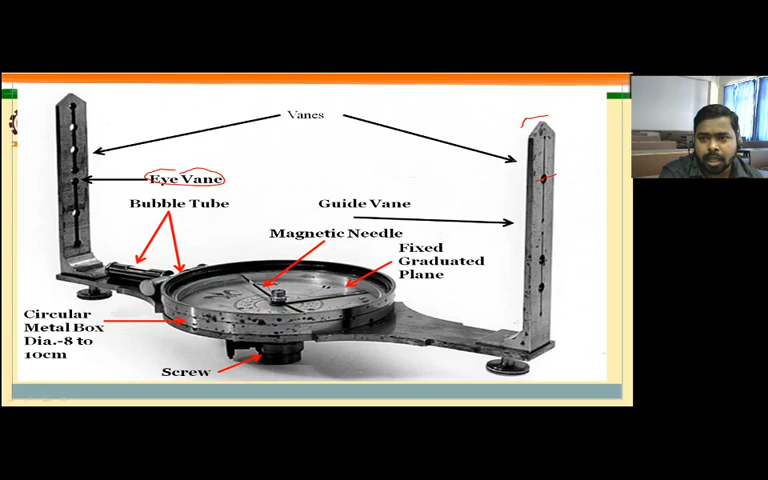 Vanes
Eye Vane
Bubble Tube
Guide Vane
Magnetic Needle
Fixed
Graduated
Plane
Circular
Metal Box
Dia.-8 to
10cm
Screw